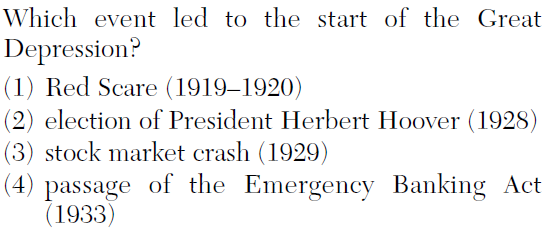 Which event led to the start of the Great
Depression?
(1) Red Scare (1919–1920)
(2) election of President Herbert Hoover (1928)
(3) stock market crash (1929)
(4) passage of the Emergency Banking Act
(1933)